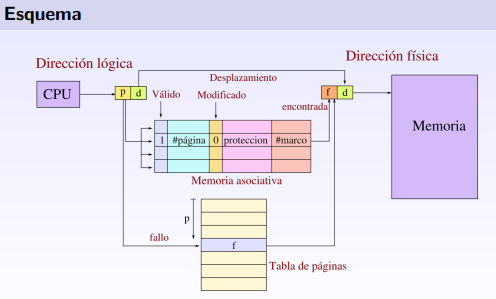 Esquema
Dirección lógica
Dirección física
CPU
p d
Desplazamiento
Válido
Modificado
encontrada
f d
Memoria
1 #página 0 proteccion #marco
Memoria asociativa
p
fallo
f
Tabla de páginas